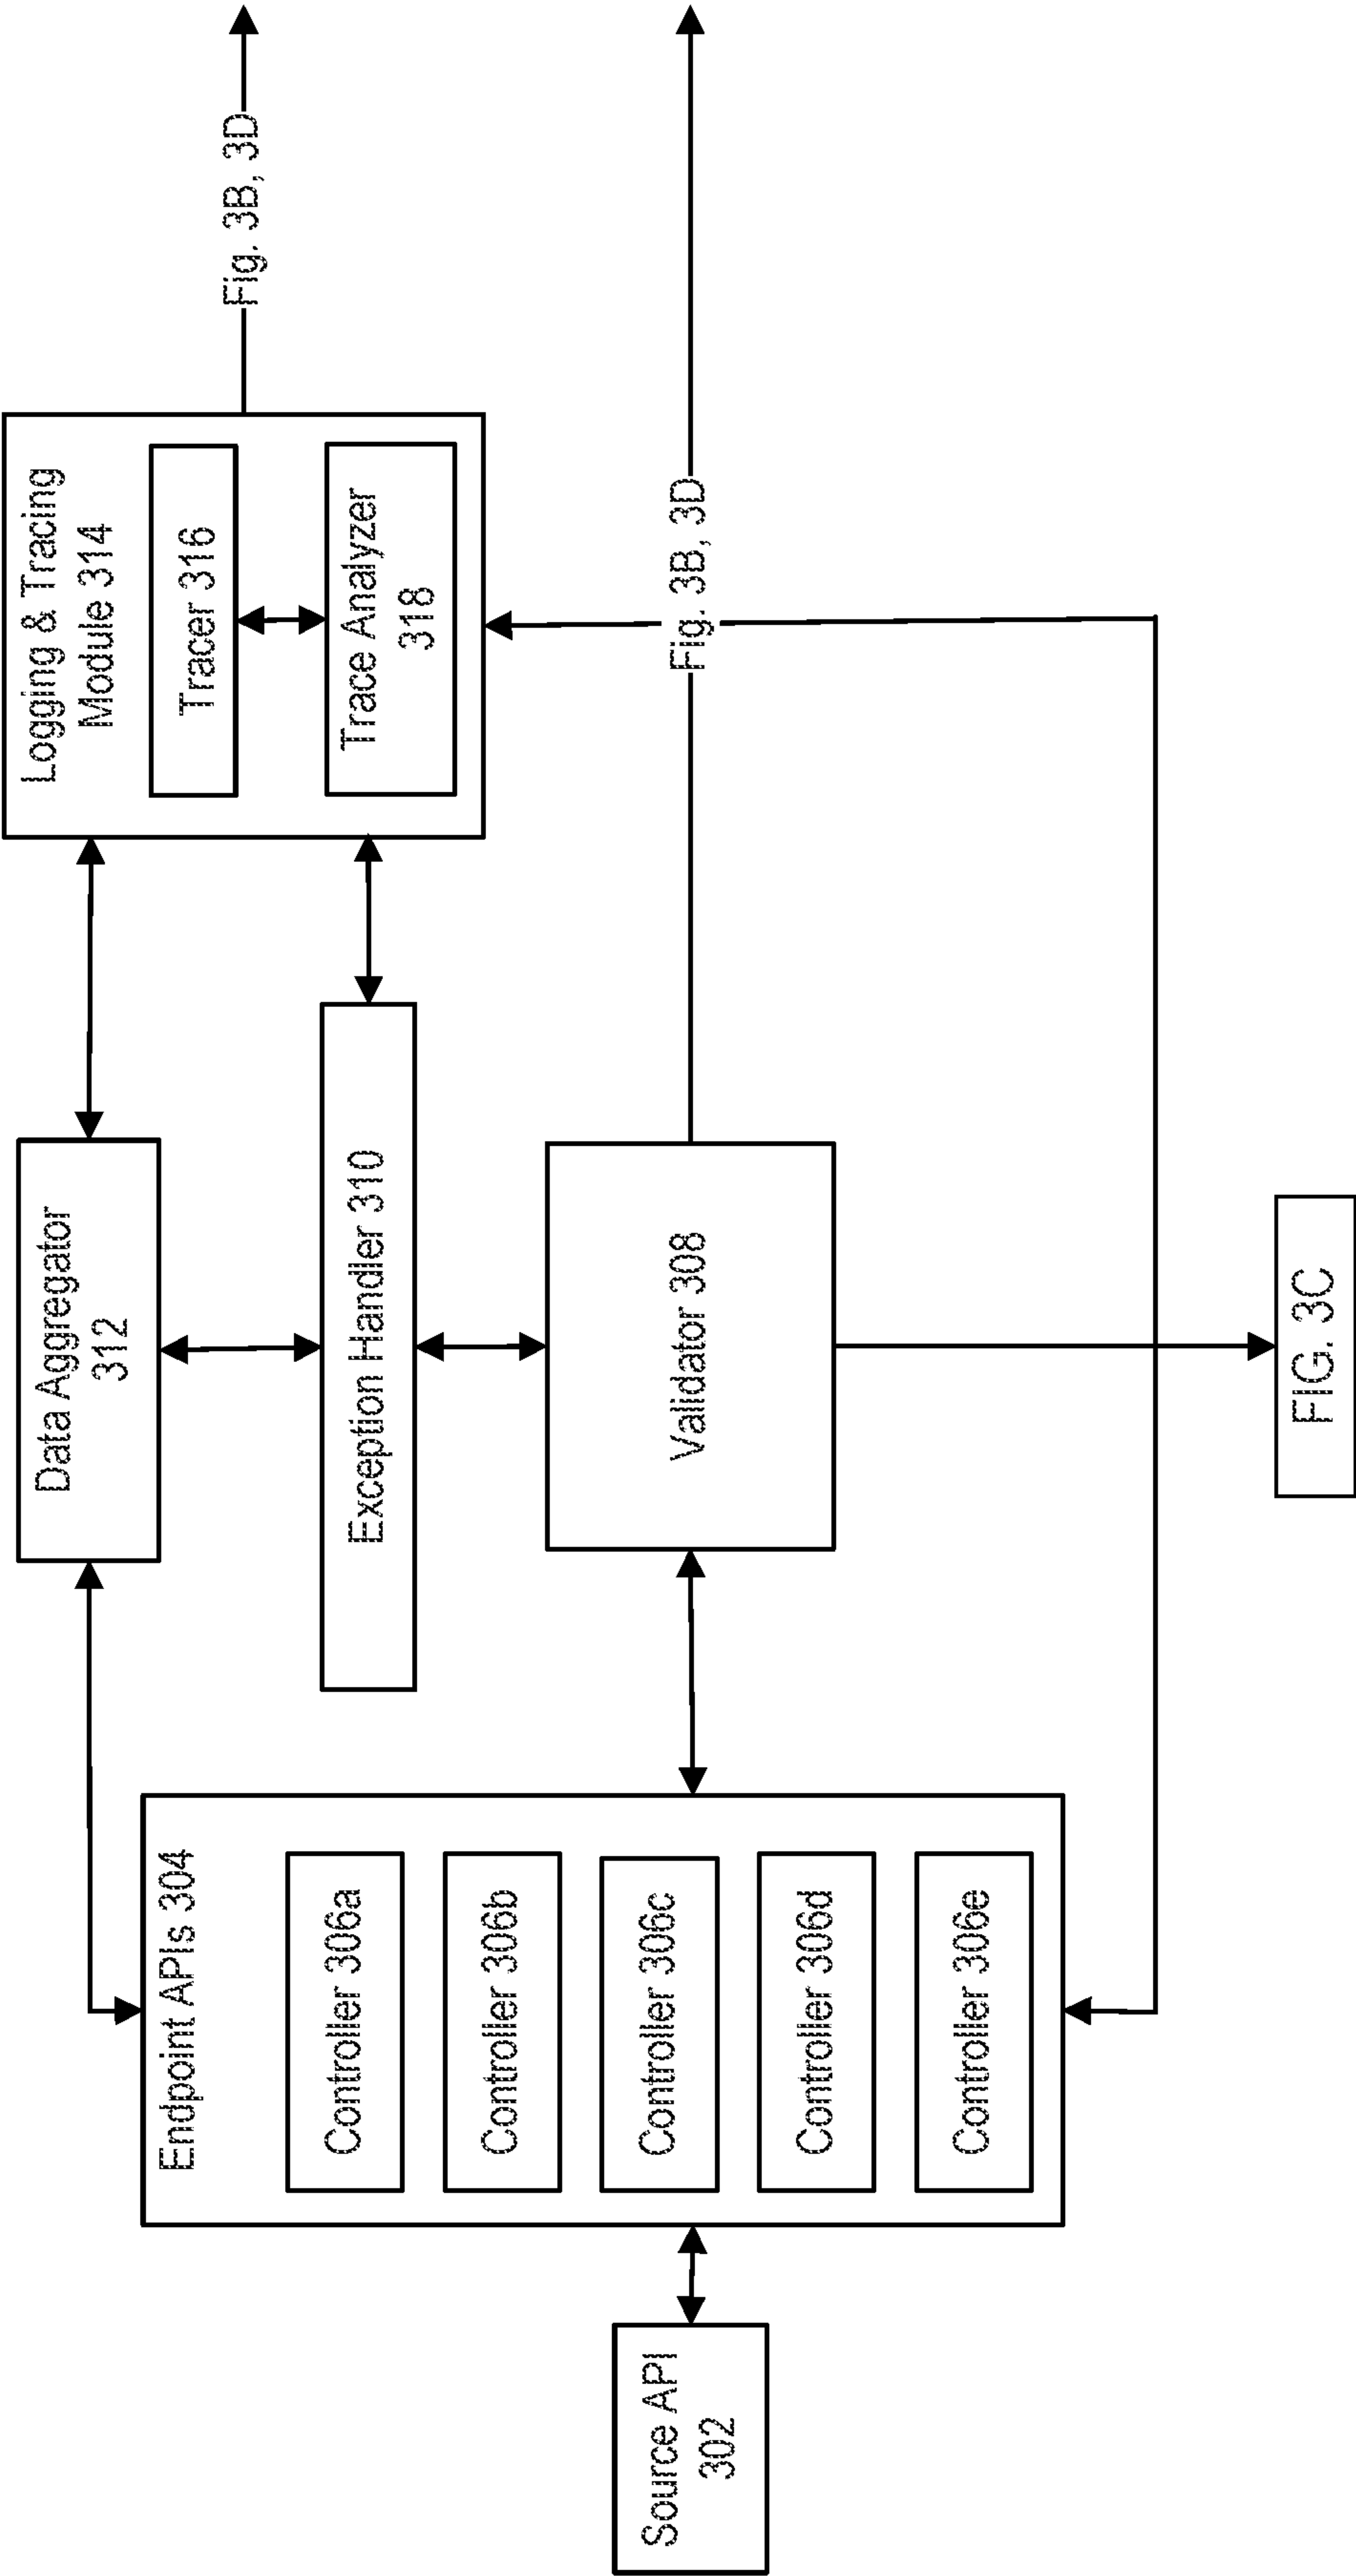 Source API
302
Endpoint APIs 304
Controller 306a
Controller 306b
Controller 306c
Controller 306d
Controller 306e
Data Aggregator
312
Exception Handler 310
Validator 308
FIG. 3C
Logging & Tracing
Module 314
Tracer 316
Trace Analyzer
318
Fig. 3B, 3D
Fig. 3B, 3D